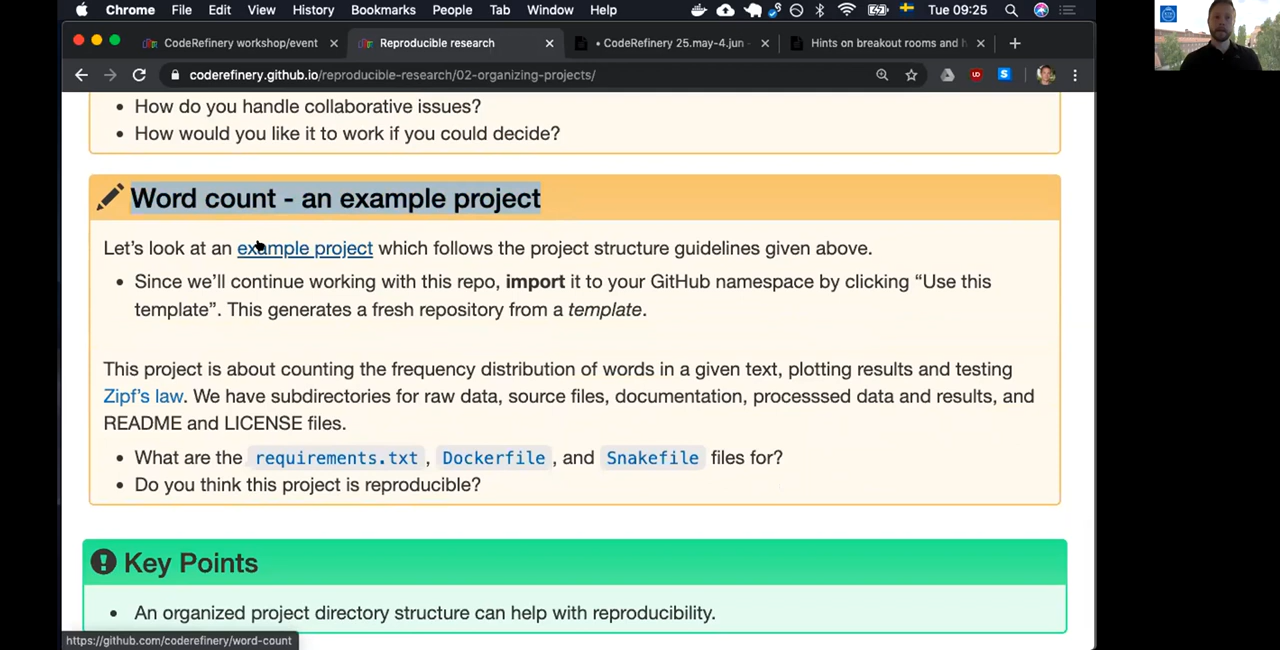 Chrome File Edit View History Bookmarks People Tab Window Help Tue 09:25
CodeRefinery workshop/event Reproducible research • CodeRefinery 25.may-4.jun - Hints on breakout rooms and h
coderefinery.github.io/reproducible-research/02-organizing-projects/
How do you handle collaborative issues?
How would you like it to work if you could decide?
Word count - an example project
Let's look at an example project which follows the project structure guidelines given above.
• Since we'll continue working with this repo, import it to your GitHub namespace by clicking "Use this
template". This generates a fresh repository from a template.
This project is about counting the frequency distribution of words in a given text, plotting results and testing
Zipf's law. We have subdirectories for raw data, source files, documentation, processsed data and results, and
README and LICENSE files.
• What are the requirements.txt, Dockerfile, and Snakefile files for?
• Do you think this project is reproducible?
Key Points
• An organized project directory structure can help with reproducibility.
https://github.com/coderefinery/word-count